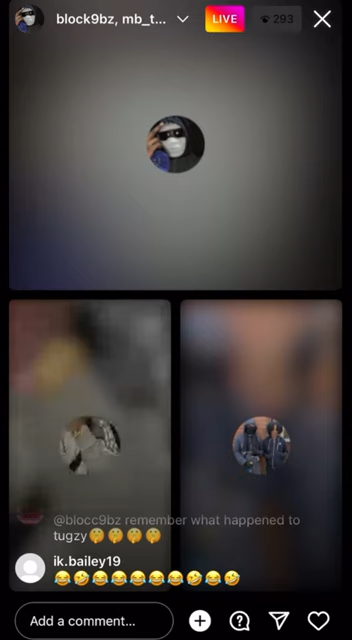 block9bz, mb_t... LIVE 293
@blocc9bz remember what happened to
tugzy🤫🤫🤫🤫
ik.bailey19
😂🤣😂😂😂😂😂🤣😂🤣
Add a comment...